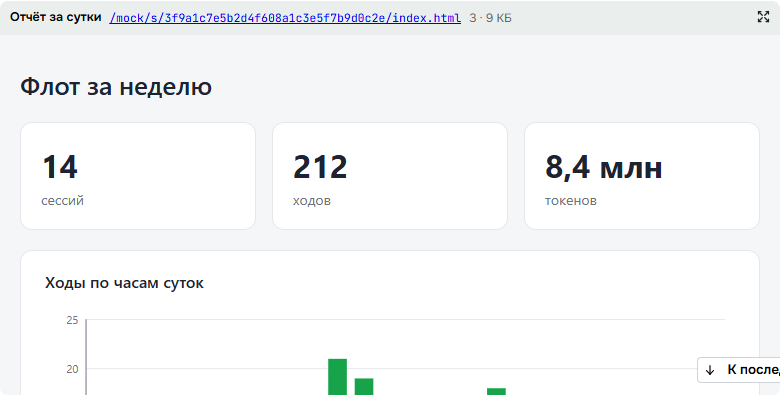 Отчёт за сутки /mock/s/3f9a1c7e5b2d4f608a1c3e5f7b9d0c2e/index.html 3 · 9 КБ
Флот за неделю
14 212 8,4 млн
сессий ходов токенов
Ходы по часам суток
25
20
К послед